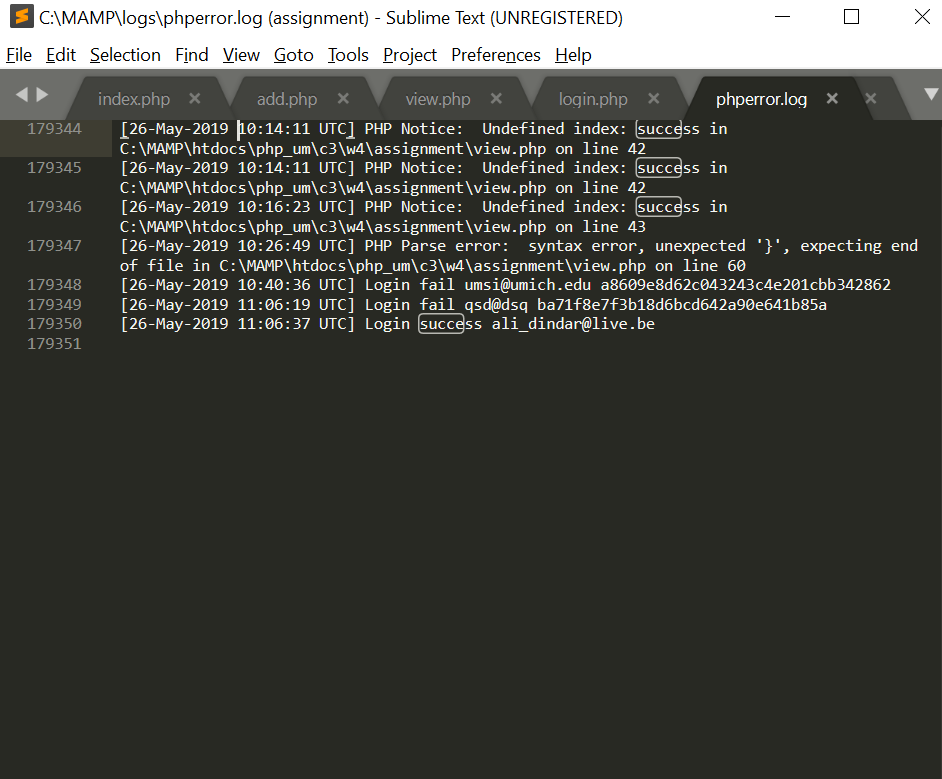 C:\MAMP\logs\phperror.log (assignment) - Sublime Text (UNREGISTERED)
File Edit Selection Find View Goto Tools Project Preferences Help
index.php add.php view.php login.php phperror.log
179344 [26-May-2019 10:14:11 UTC] PHP Notice:  Undefined index: success in
C:\MAMP\htdocs\php_um\c3\w4\assignment\view.php on line 42
179345 [26-May-2019 10:14:11 UTC] PHP Notice:  Undefined index: success in
C:\MAMP\htdocs\php_um\c3\w4\assignment\view.php on line 42
179346 [26-May-2019 10:16:23 UTC] PHP Notice:  Undefined index: success in
C:\MAMP\htdocs\php_um\c3\w4\assignment\view.php on line 43
179347 [26-May-2019 10:26:49 UTC] PHP Parse error:  syntax error, unexpected '}', expecting end
of file in C:\MAMP\htdocs\php_um\c3\w4\assignment\view.php on line 60
179348 [26-May-2019 10:40:36 UTC] Login fail umsi@umich.edu a8609e8d62c043243c4e201cbb342862
179349 [26-May-2019 11:06:19 UTC] Login fail qsd@dsq ba71f8e7f3b18d6bcd642a90e641b85a
179350 [26-May-2019 11:06:37 UTC] Login success ali_dindar@live.be
179351